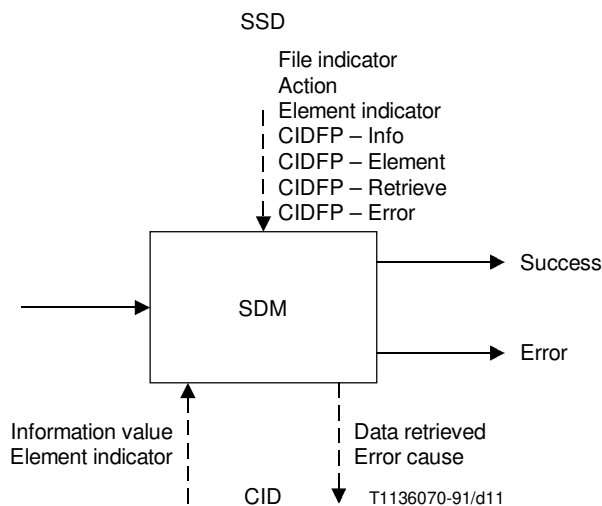 SSD
File indicator
Action
Element indicator
CIDFP – Info
CIDFP – Element
CIDFP – Retrieve
CIDFP – Error
Success
SDM
Error
Information value
Element indicator
Data retrieved
Error cause
CID
T1136070-91/d11